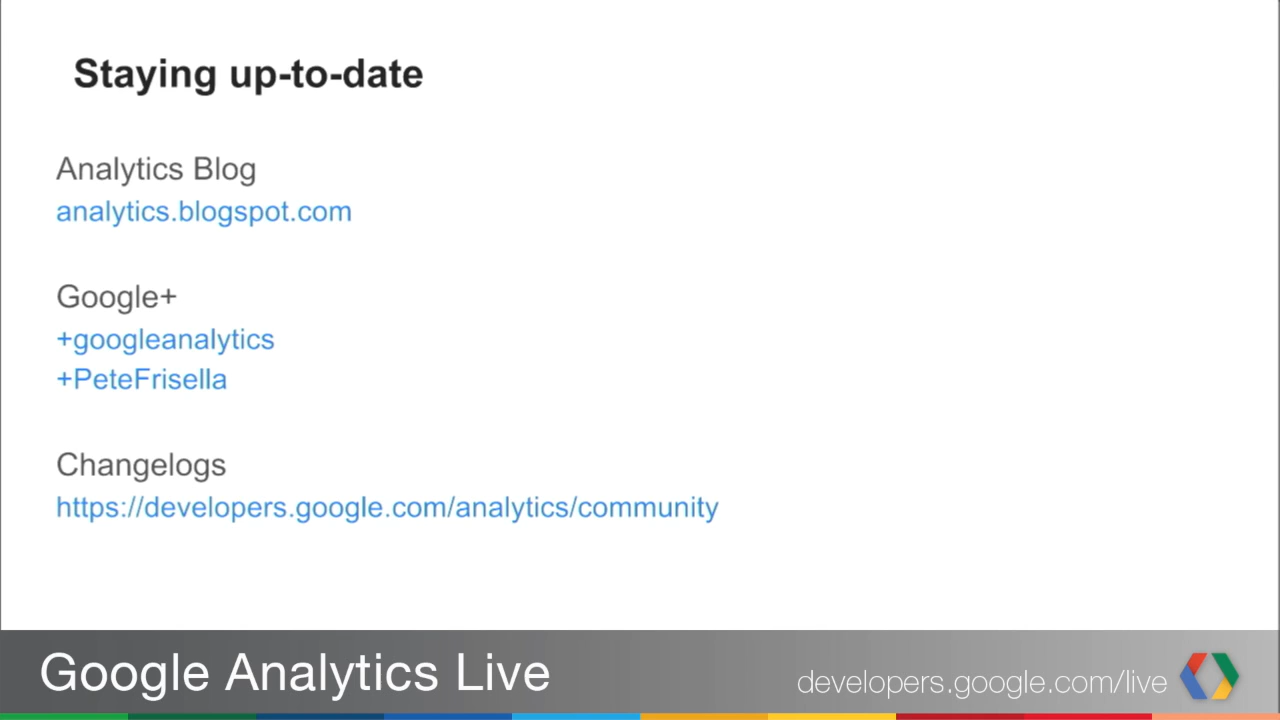 Staying up-to-date
Analytics Blog
analytics.blogspot.com
Google+
+googleanalytics
+PeteFrisella
Changelogs
https://developers.google.com/analytics/community
Google Analytics Live
developers.google.com/live